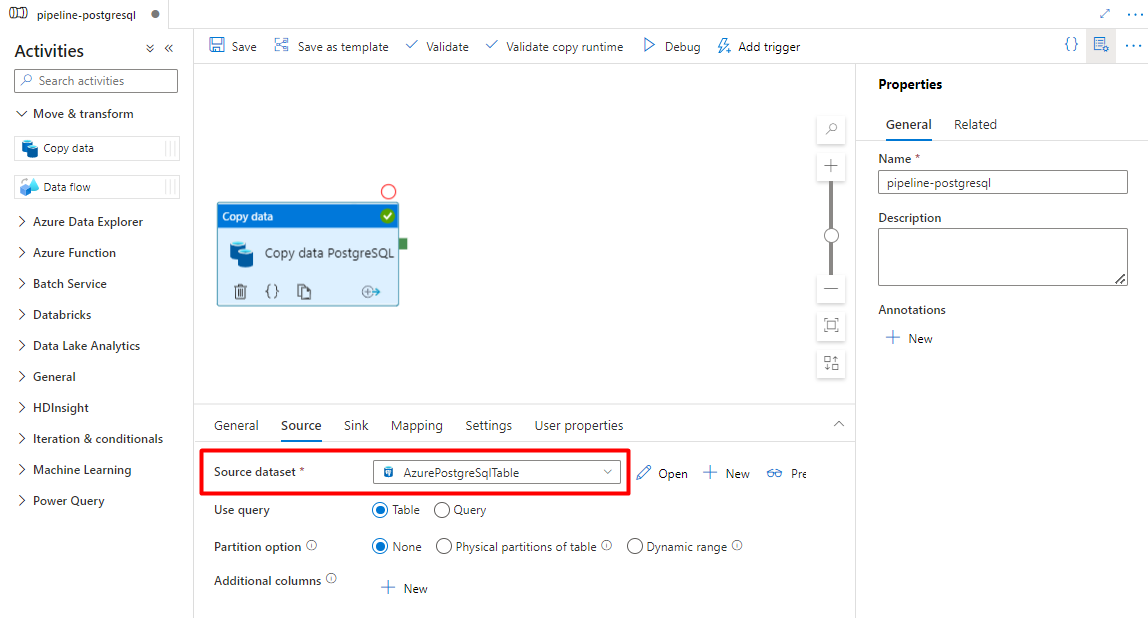 pipeline-postgresql
Activities
Search activities
Move & transform
Copy data
Data flow
Azure Data Explorer
Azure Function
Batch Service
Databricks
Data Lake Analytics
General
HDInsight
Iteration & conditionals
Machine Learning
Power Query
Save
Save as template
Validate
Validate copy runtime
Debug
Add trigger
Copy data
Copy data PostgreSQL
General
Source
Sink
Mapping
Settings
User properties
Source dataset *
AzurePostgreSqlTable
Open
New
Pre
Use query
Table
Query
Partition option
None
Physical partitions of table
Dynamic range
Additional columns
New
Properties
General
Related
Name *
pipeline-postgresql
Description
Annotations
New